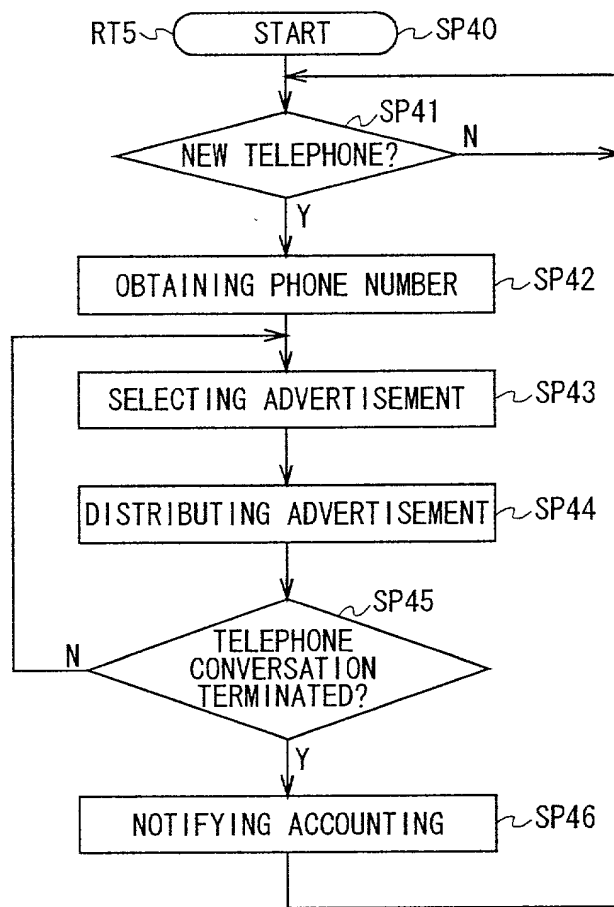 RT5 START SP40
SP41
NEW TELEPHONE? N
Y
OBTAINING PHONE NUMBER SP42
SELECTING ADVERTISEMENT SP43
DISTRIBUTING ADVERTISEMENT SP44
SP45
N TELEPHONE
CONVERSATION
TERMINATED?
Y
NOTIFYING ACCOUNTING SP46